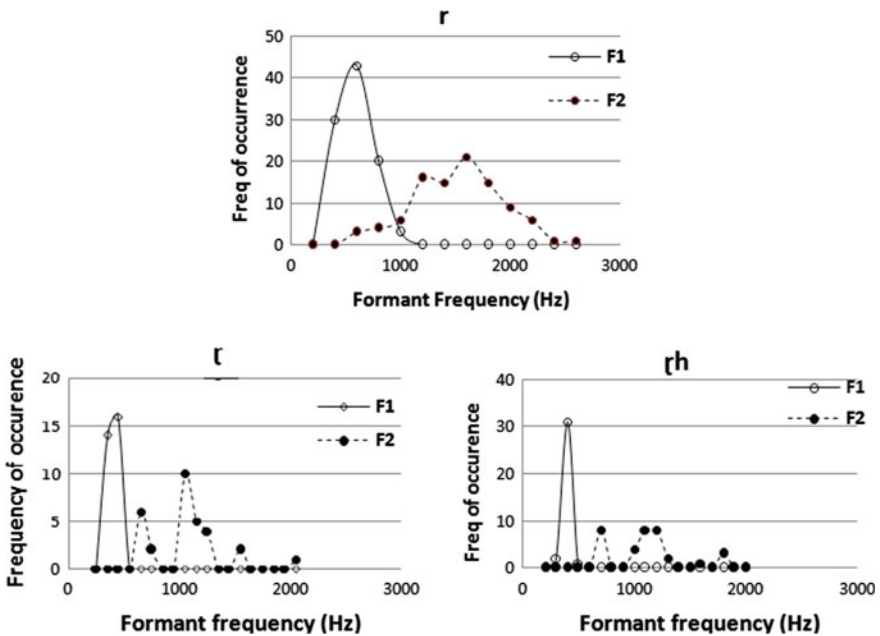 r
50
40
30
20
10
0
Freq of occurrence
F1
F2
0 1000 2000 3000
Formant Frequency (Hz)
ɽ
20
15
10
5
0
Frequency of occurence
F1
F2
0 1000 2000 3000
Formant frequency (Hz)
ɽh
40
30
20
10
0
Freq of occurence
F1
F2
0 1000 2000 3000
Formant frequency (Hz)